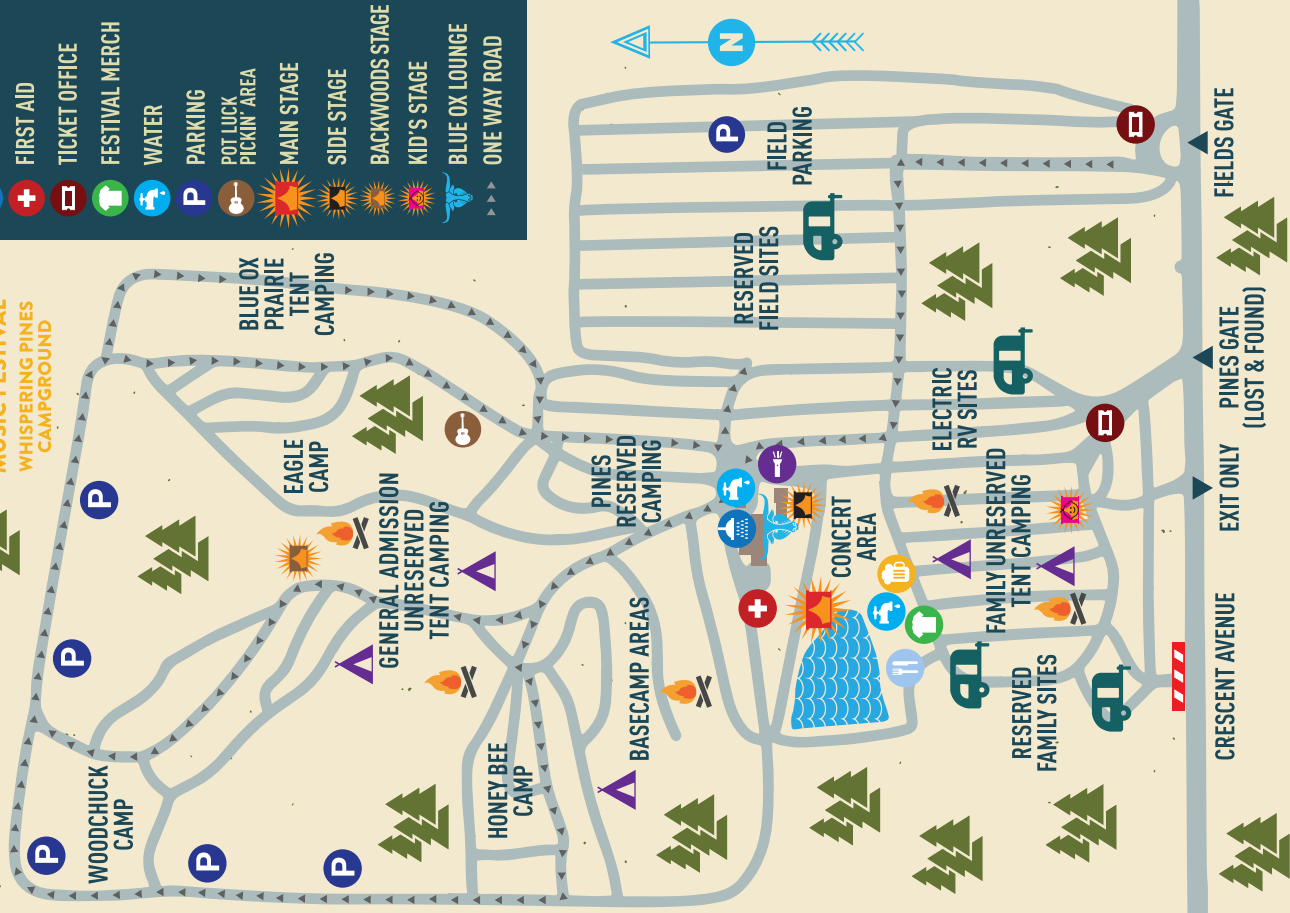 MUSIC FESTIVAL
WHISPERING PINES
CAMPGROUND
FIRST AID
TICKET OFFICE
FESTIVAL MERCH
WATER
P
PARKING
POT LUCK
PICKIN' AREA
MAIN STAGE
SIDE STAGE
BACKWOODS STAGE
KID'S STAGE
BLUE OX LOUNGE
ONE WAY ROAD
N
P
FIELD
PARKING
RESERVED
FIELD SITES
FIELDS GATE
BLUE OX
PRAIRIE
TENT
CAMPING
PINES GATE
(LOST & FOUND)
ELECTRIC
RV SITES
EAGLE
CAMP
PINES
RESERVED
CAMPING
EXIT ONLY
P
GENERAL ADMISSION
UNRESERVED
TENT CAMPING
CONCERT
AREA
FAMILY UNRESERVED
TENT CAMPING
P
BASECAMP AREAS
RESERVED
FAMILY SITES
CRESCENT AVENUE
WOODCHUCK
CAMP
HONEY BEE
CAMP
P
P
P